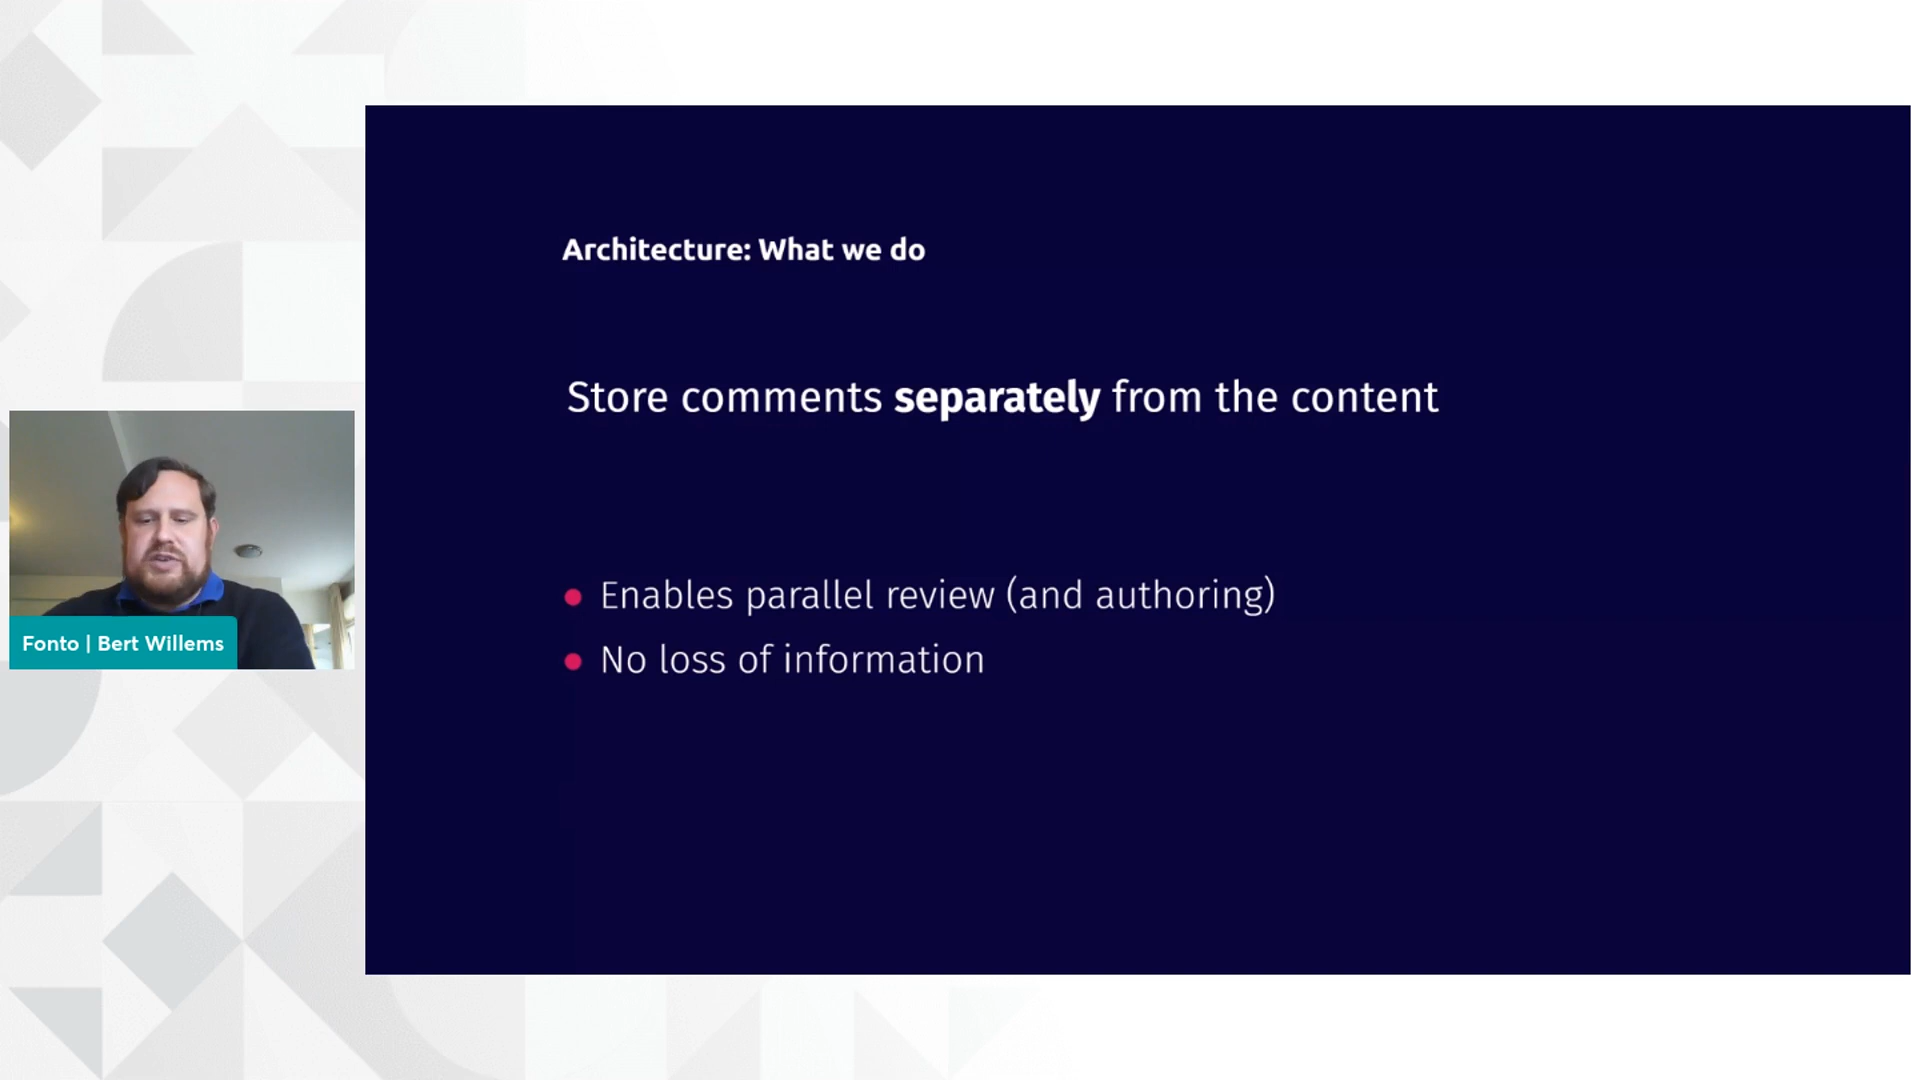 Architecture: What we do
Store comments separately from the content
Enables parallel review (and authoring)
No loss of information
Fonto | Bert Willems